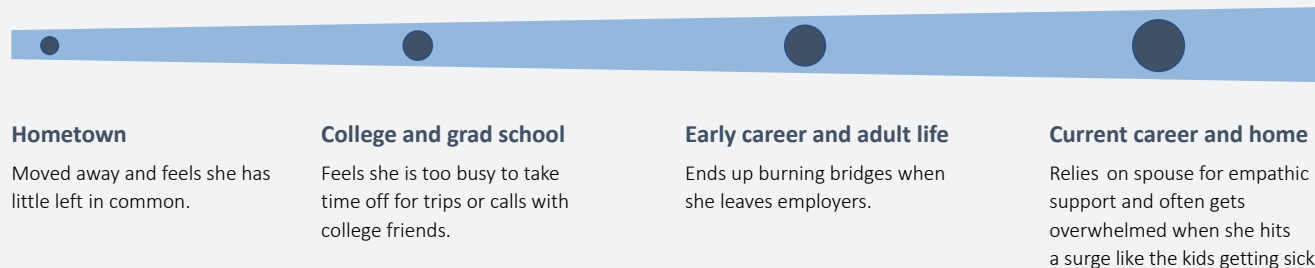 Hometown
Moved away and feels she has
little left in common.
College and grad school
Feels she is too busy to take
time off for trips or calls with
college friends.
Early career and adult life
Ends up burning bridges when
she leaves employers.
Current career and home
Relies on spouse for empathic
support and often gets
overwhelmed when she hits
a surge like the kids getting sick